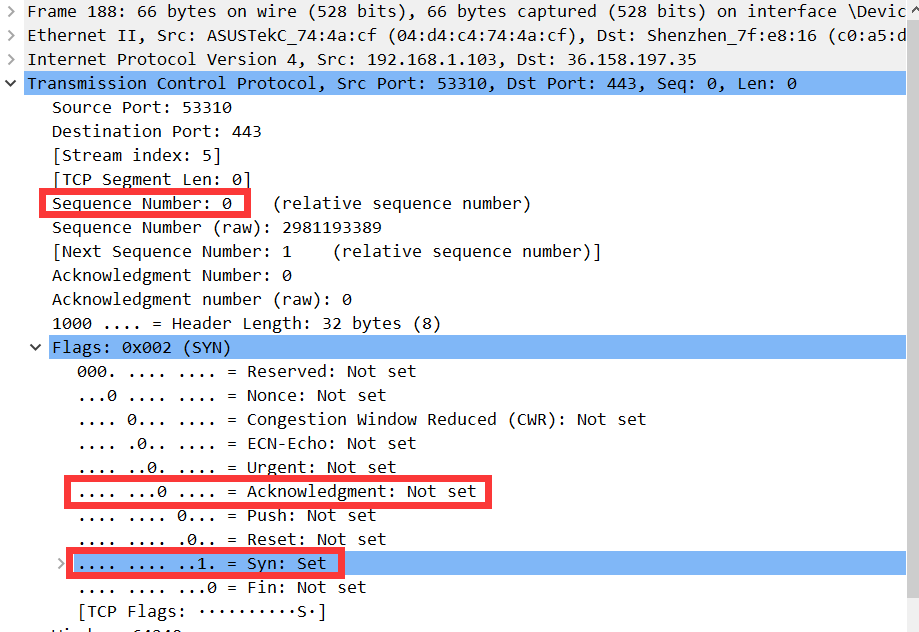 Frame 188: 66 bytes on wire (528 bits), 66 bytes captured (528 bits) on interface \Devic
Ethernet II, Src: ASUSTekC_74:4a:cf (04:d4:c4:74:4a:cf), Dst: Shenzhen_7f:e8:16 (c0:a5:d
Internet Protocol Version 4, Src: 192.168.1.103, Dst: 36.158.197.35
Transmission Control Protocol, Src Port: 53310, Dst Port: 443, Seq: 0, Len: 0
Source Port: 53310
Destination Port: 443
[Stream index: 5]
[TCP Segment Len: 0]
Sequence Number: 0    (relative sequence number)
Sequence Number (raw): 2981193389
[Next Sequence Number: 1    (relative sequence number)]
Acknowledgment Number: 0
Acknowledgment number (raw): 0
1000 .... = Header Length: 32 bytes (8)
Flags: 0x002 (SYN)
000. .... .... = Reserved: Not set
...0 .... .... = Nonce: Not set
.... 0... .... = Congestion Window Reduced (CWR): Not set
.... .0.. .... = ECN-Echo: Not set
.... ..0. .... = Urgent: Not set
.... ...0 .... = Acknowledgment: Not set
.... .... 0... = Push: Not set
.... .... .0.. = Reset: Not set
.... .... ..1. = Syn: Set
.... .... ...0 = Fin: Not set
[TCP Flags: ··········S·]